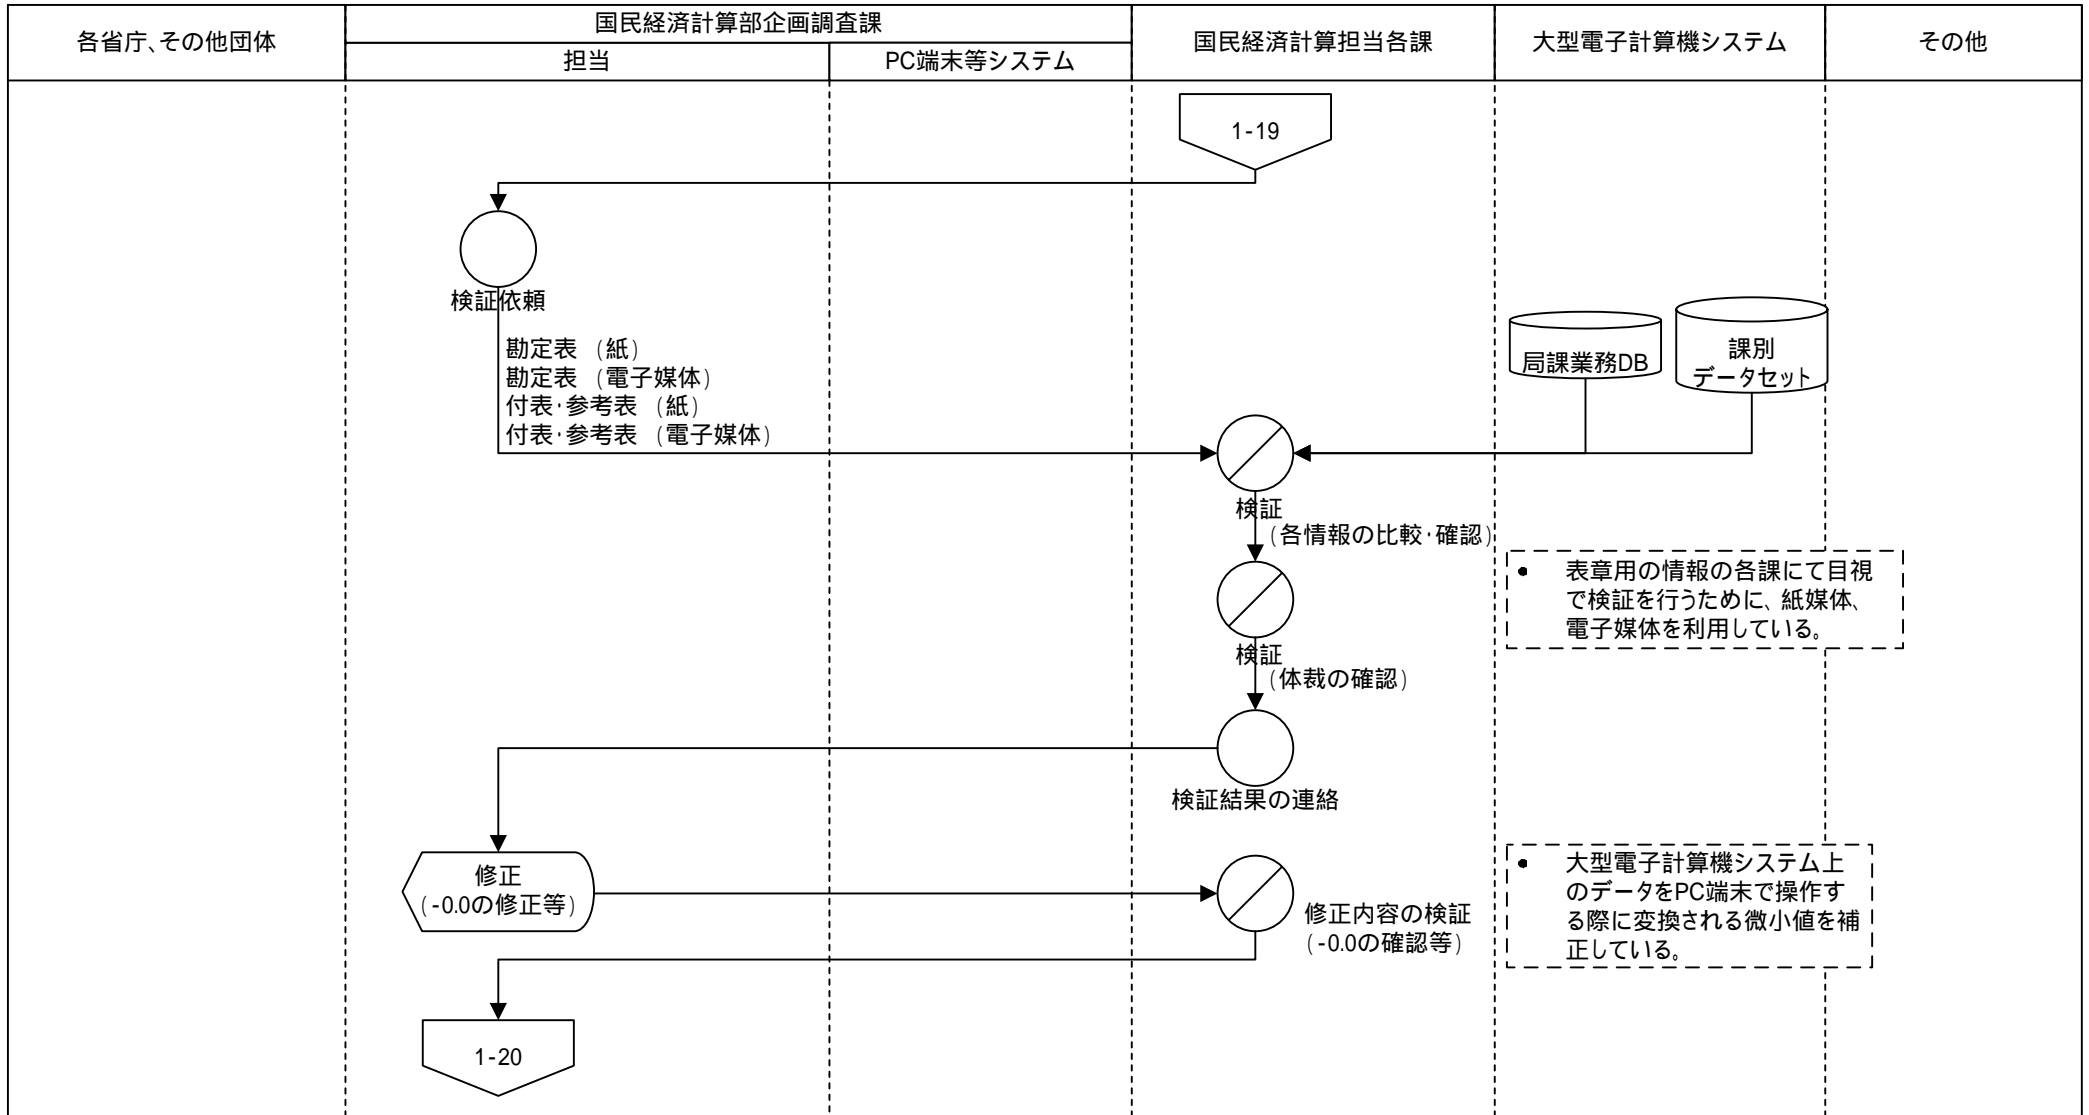 各省庁、その他団体
国民経済計算部企画調査課
担当
PC端末等システム
国民経済計算担当各課
大型電子計算機システム
その他
1-19
検証依頼
勘定表 (紙)
勘定表 (電子媒体)
付表・参考表 (紙)
付表・参考表 (電子媒体)
局課業務DB
課別
データセット
検証
(各情報の比較・確認)
● 表章用の情報の各課にて目視
で検証を行うために、紙媒体、
電子媒体を利用している。
検証
(体裁の確認)
検証結果の連絡
修正
(-0.0の修正等)
修正内容の検証
(-0.0の確認等)
● 大型電子計算機システム上
のデータをPC端末で操作す
る際に変換される微小値を補
正している。
1-20